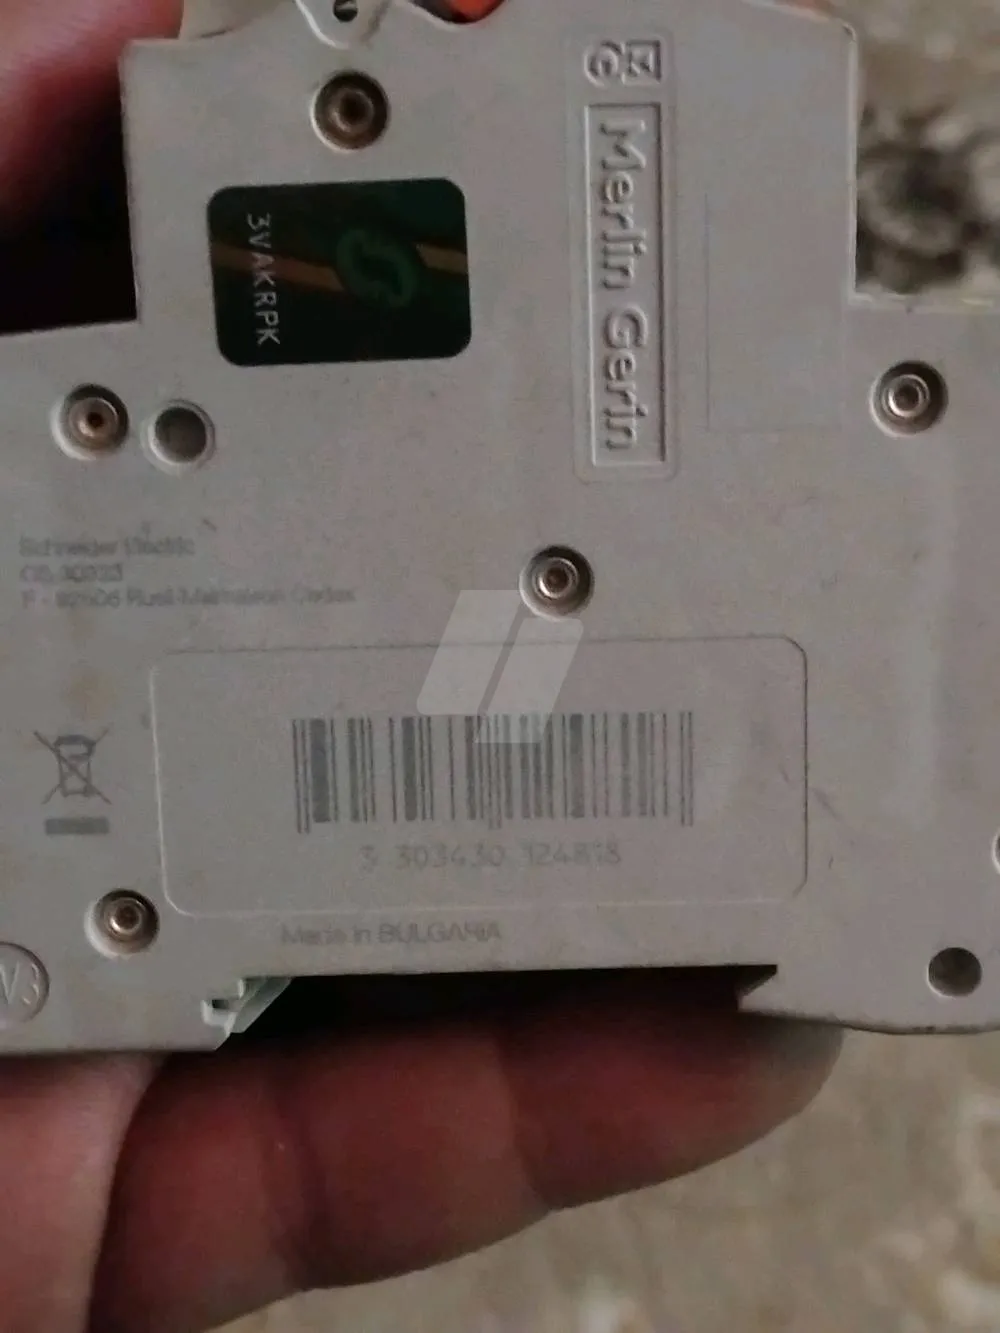 Merlin Gerin
3VAKRPK
Schneider Electric
F - 92506 Rueil-Malmaison Cedex
3 303430 324818
Made in BULGARIA